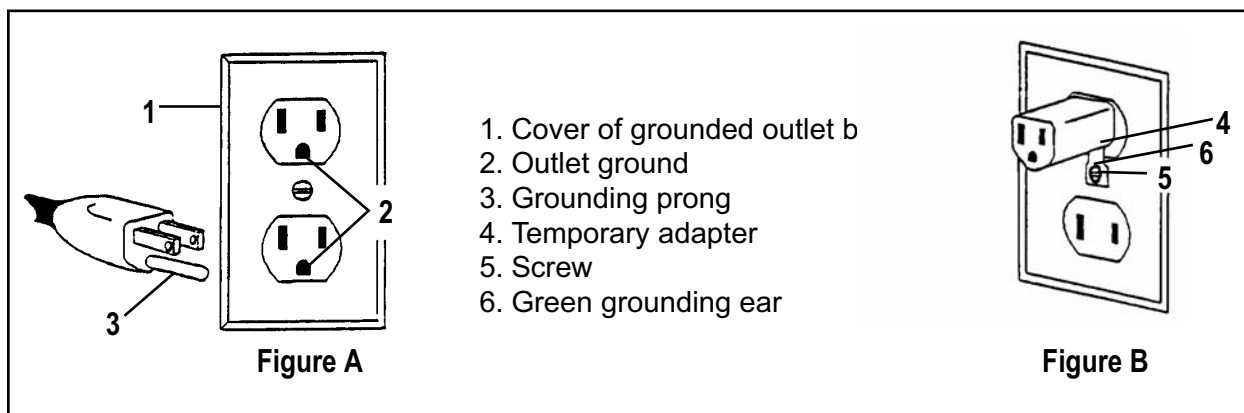 1
2
3
1. Cover of grounded outlet b
2. Outlet ground
3. Grounding prong
4. Temporary adapter
5. Screw
6. Green grounding ear
4
6
5
Figure A
Figure B